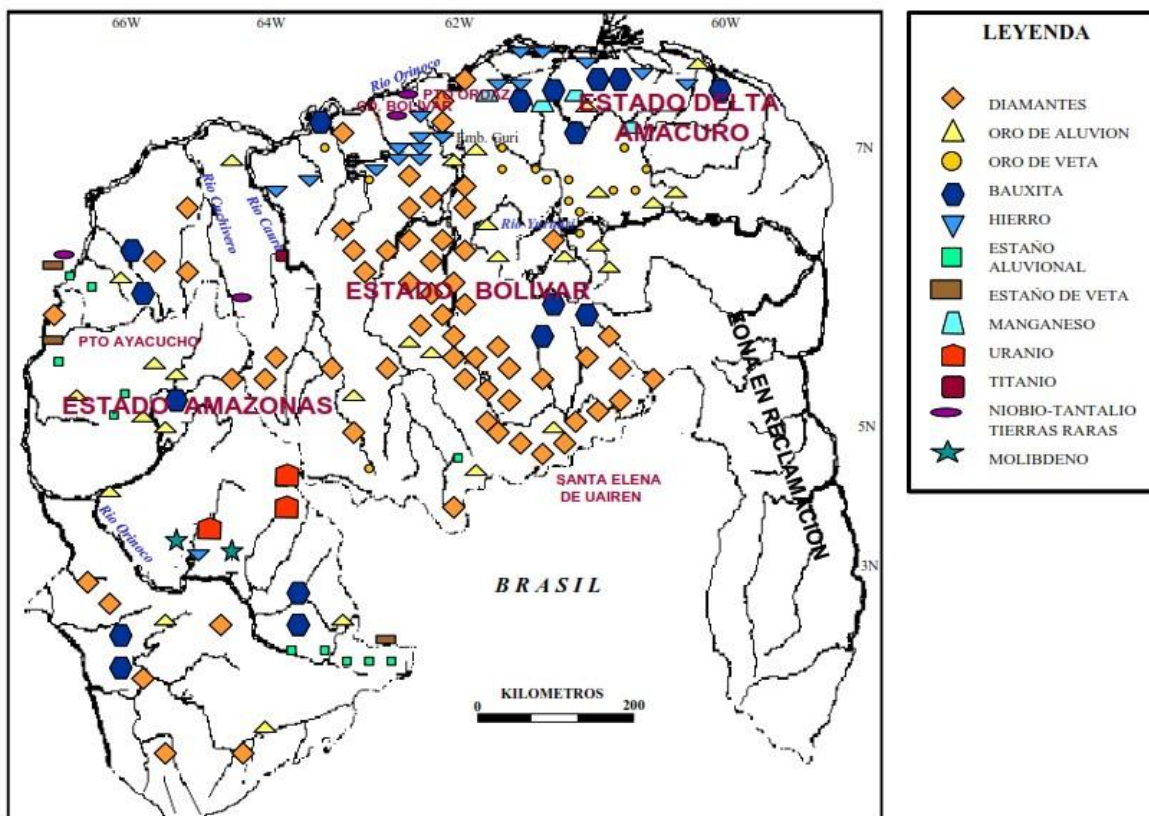 66W
64W
62W
60W
Rio Orinoco
PTO ORDAZ
CD. BOLIVAR
ESTADO DELTA
AMACURO
Emb. Guri
7N
Rio Cuchivero
Rio Caura
Rio Yuruari
ESTADO BOLIVAR
PTO AYACUCHO
ESTADO AMAZONAS
ZONA EN RECLAMACION
5N
SANTA ELENA
DE UAIREN
Rio Orinoco
3N
BRASIL
KILOMETROS
0 200
LEYENDA
DIAMANTES
ORO DE ALUVION
ORO DE VETA
BAUXITA
HIERRO
ESTAÑO
ALUVIONAL
ESTAÑO DE VETA
MANGANESO
URANIO
TITANIO
NIOBIO-TANTALIO
TIERRAS RARAS
MOLIBDENO